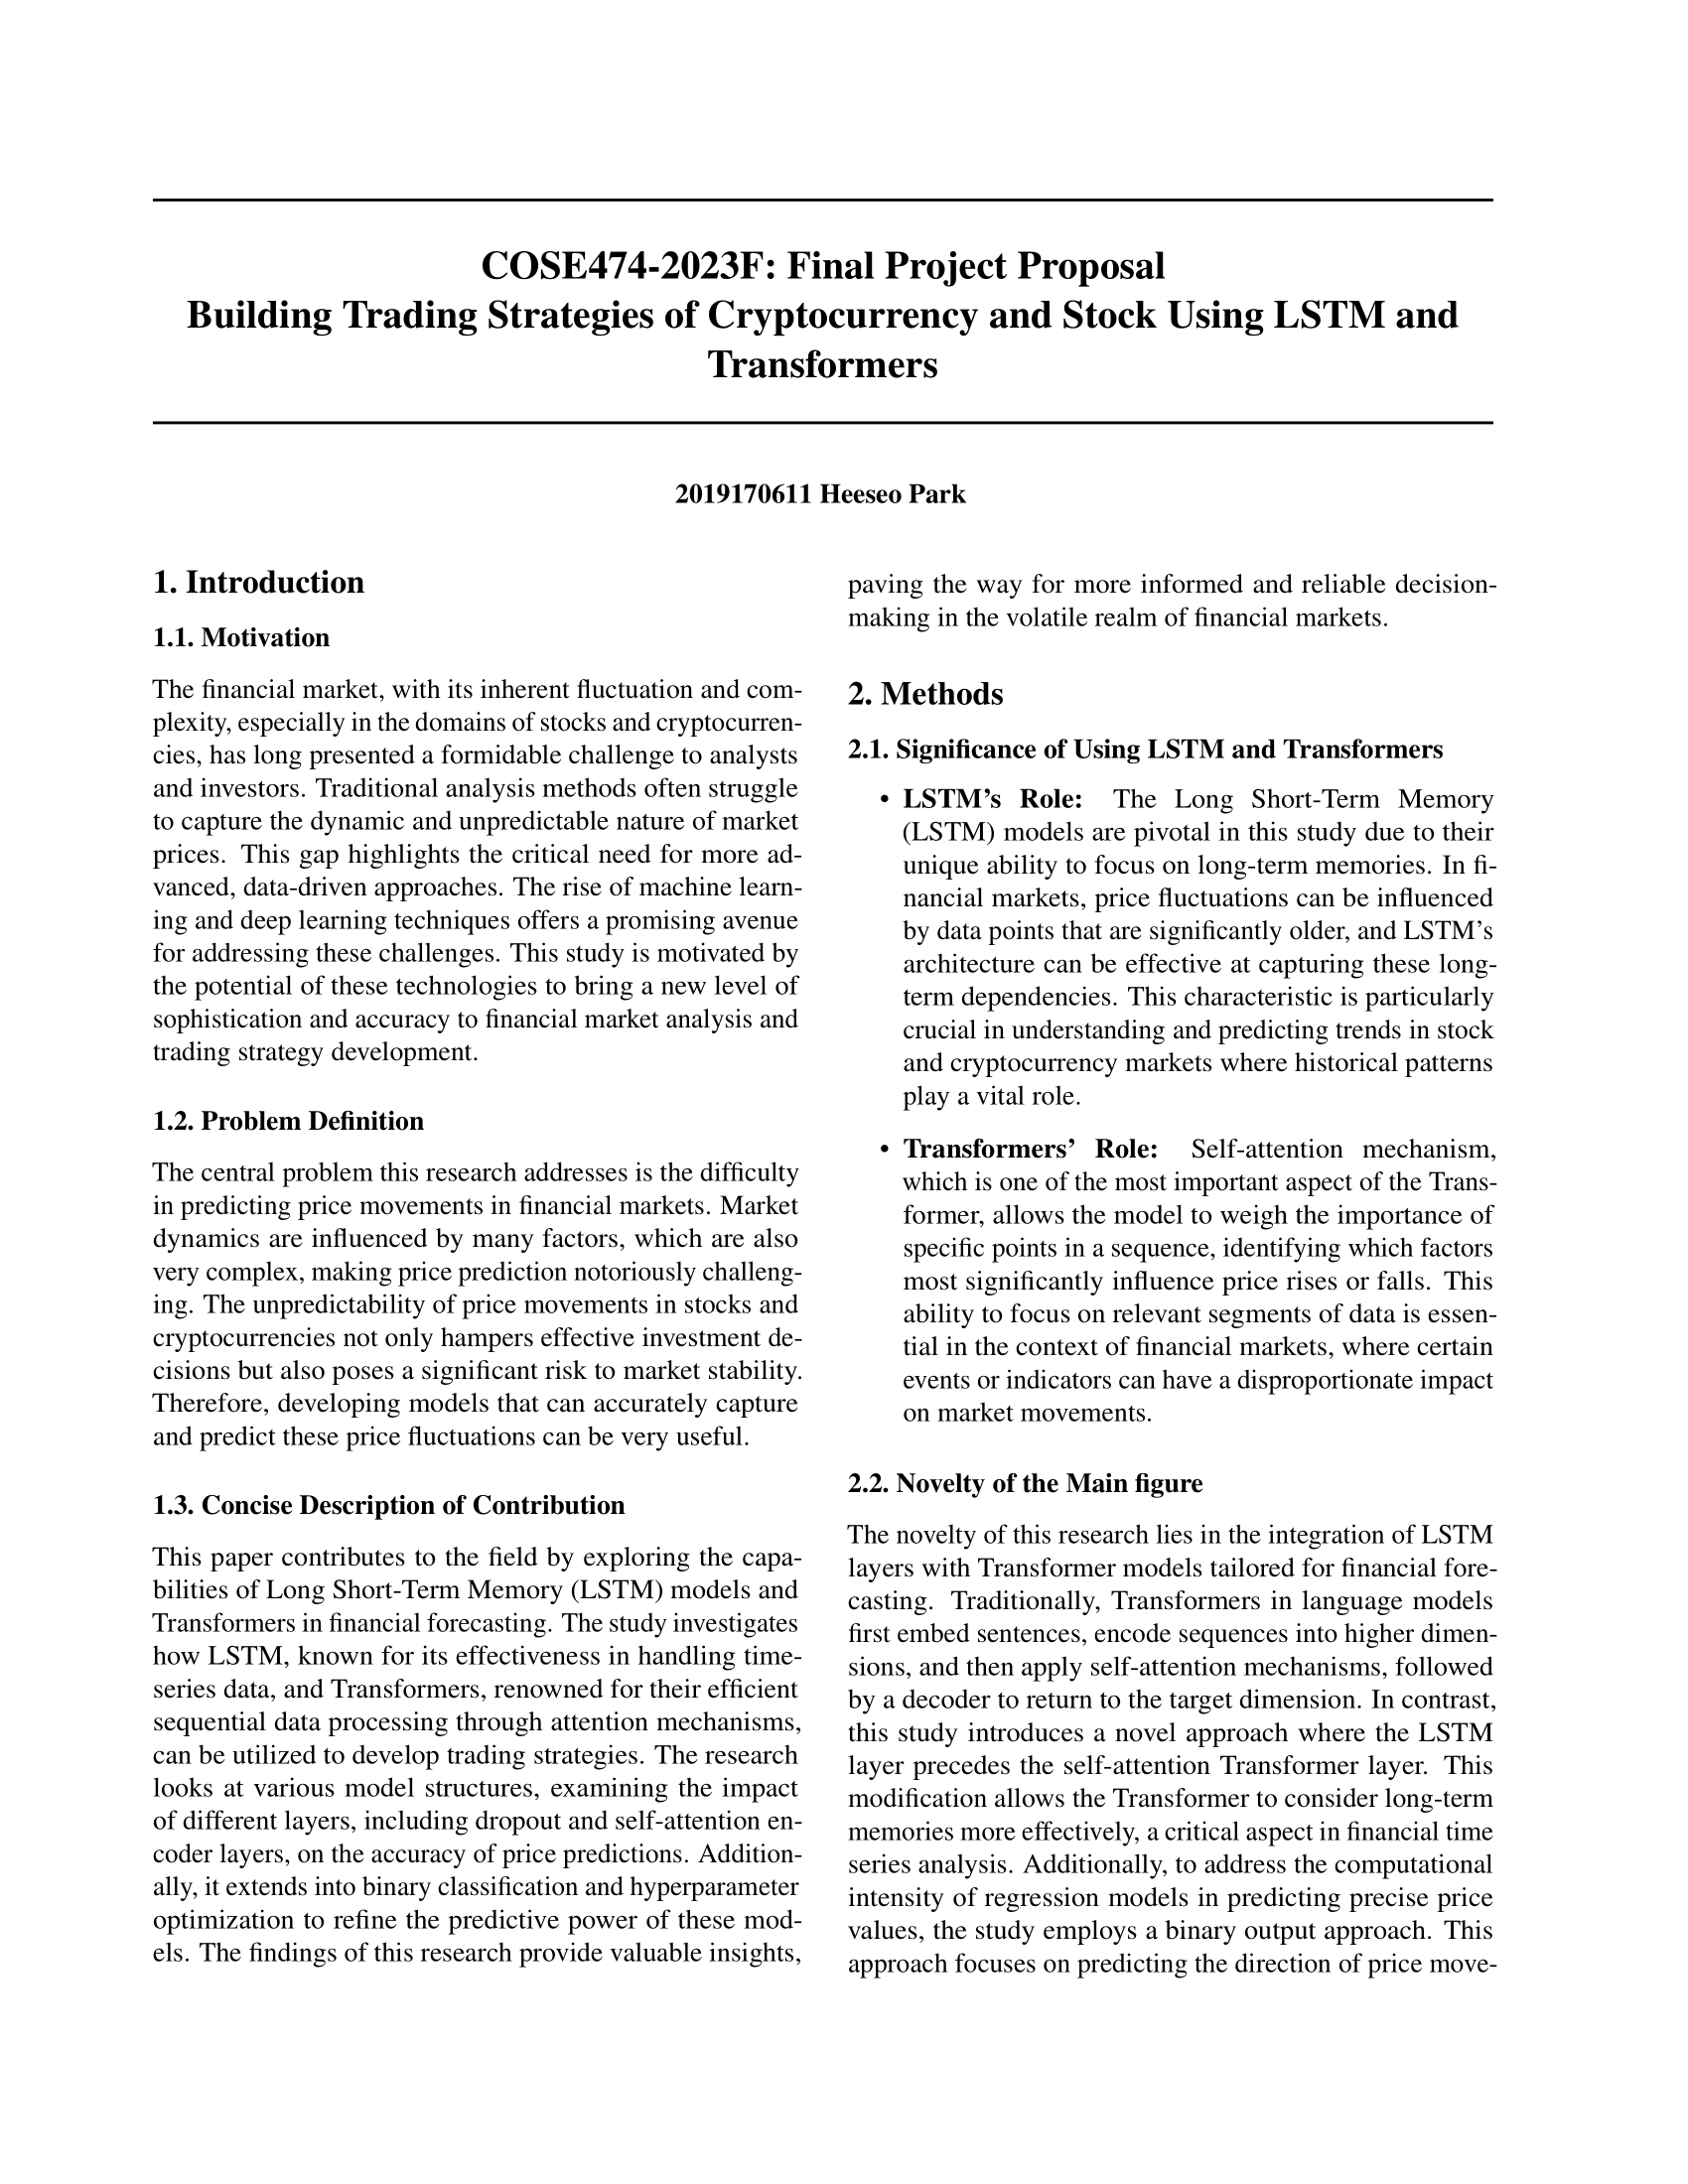 COSE474-2023F: Final Project Proposal
Building Trading Strategies of Cryptocurrency and Stock Using LSTM and
Transformers
2019170611 Heeseo Park
1. Introduction
1.1. Motivation
The financial market, with its inherent fluctuation and com-
plexity, especially in the domains of stocks and cryptocurren-
cies, has long presented a formidable challenge to analysts
and investors. Traditional analysis methods often struggle
to capture the dynamic and unpredictable nature of market
prices. This gap highlights the critical need for more ad-
vanced, data-driven approaches. The rise of machine learn-
ing and deep learning techniques offers a promising avenue
for addressing these challenges. This study is motivated by
the potential of these technologies to bring a new level of
sophistication and accuracy to financial market analysis and
trading strategy development.
1.2. Problem Definition
The central problem this research addresses is the difficulty
in predicting price movements in financial markets. Market
dynamics are influenced by many factors, which are also
very complex, making price prediction notoriously challeng-
ing. The unpredictability of price movements in stocks and
cryptocurrencies not only hampers effective investment de-
cisions but also poses a significant risk to market stability.
Therefore, developing models that can accurately capture
and predict these price fluctuations can be very useful.
1.3. Concise Description of Contribution
This paper contributes to the field by exploring the capa-
bilities of Long Short-Term Memory (LSTM) models and
Transformers in financial forecasting. The study investigates
how LSTM, known for its effectiveness in handling time-
series data, and Transformers, renowned for their efficient
sequential data processing through attention mechanisms,
can be utilized to develop trading strategies. The research
looks at various model structures, examining the impact
of different layers, including dropout and self-attention en-
coder layers, on the accuracy of price predictions. Addition-
ally, it extends into binary classification and hyperparameter
optimization to refine the predictive power of these mod-
els. The findings of this research provide valuable insights,
paving the way for more informed and reliable decision-
making in the volatile realm of financial markets.
2. Methods
2.1. Significance of Using LSTM and Transformers
• LSTM's Role: The Long Short-Term Memory
(LSTM) models are pivotal in this study due to their
unique ability to focus on long-term memories. In fi-
nancial markets, price fluctuations can be influenced
by data points that are significantly older, and LSTM's
architecture can be effective at capturing these long-
term dependencies. This characteristic is particularly
crucial in understanding and predicting trends in stock
and cryptocurrency markets where historical patterns
play a vital role.
• Transformers' Role: Self-attention mechanism,
which is one of the most important aspect of the Trans-
former, allows the model to weigh the importance of
specific points in a sequence, identifying which factors
most significantly influence price rises or falls. This
ability to focus on relevant segments of data is essen-
tial in the context of financial markets, where certain
events or indicators can have a disproportionate impact
on market movements.
2.2. Novelty of the Main figure
The novelty of this research lies in the integration of LSTM
layers with Transformer models tailored for financial fore-
casting. Traditionally, Transformers in language models
first embed sentences, encode sequences into higher dimen-
sions, and then apply self-attention mechanisms, followed
by a decoder to return to the target dimension. In contrast,
this study introduces a novel approach where the LSTM
layer precedes the self-attention Transformer layer. This
modification allows the Transformer to consider long-term
memories more effectively, a critical aspect in financial time
series analysis. Additionally, to address the computational
intensity of regression models in predicting precise price
values, the study employs a binary output approach. This
approach focuses on predicting the direction of price move-